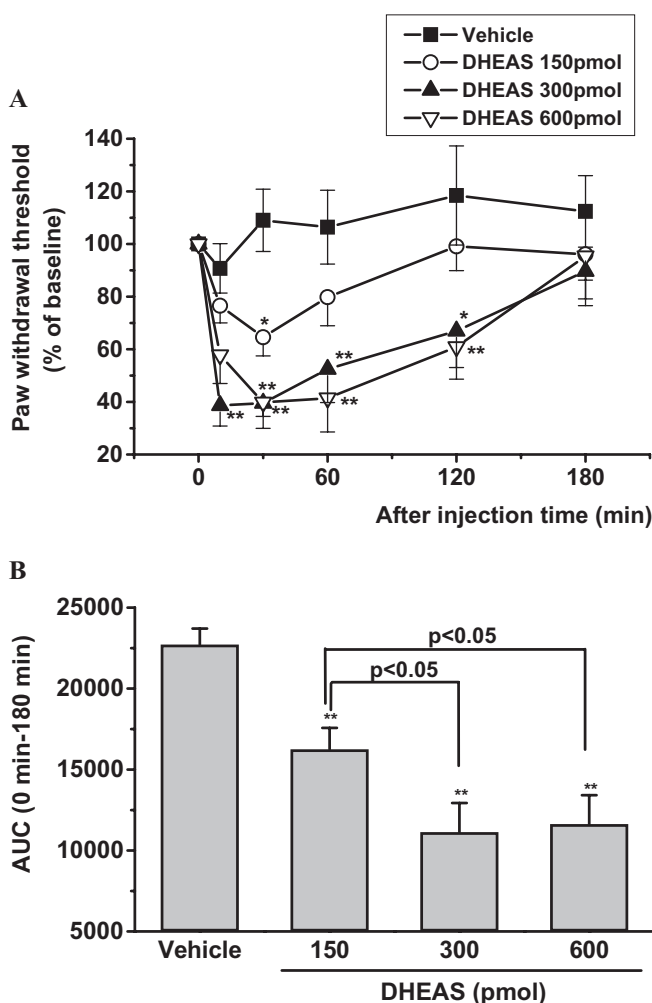 Vehicle
DHEAS 150pmol
DHEAS 300pmol
DHEAS 600pmol
A
Paw withdrawal threshold
(% of baseline)
140
120
100
80
60
40
20
*
**
**
**
**
**
*
**
0
60
120
180
After injection time (min)
B
AUC (0 min-180 min)
25000
20000
15000
10000
5000
p<0.05
p<0.05
**
**
**
Vehicle
150
300
600
DHEAS (pmol)